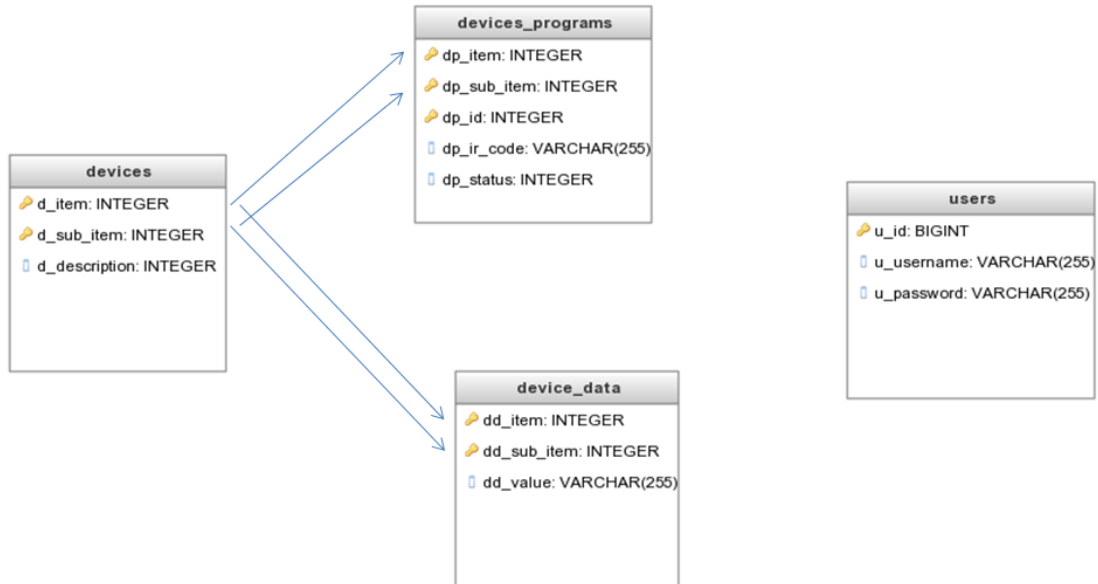 devices_programs
dp_item: INTEGER
dp_sub_item: INTEGER
dp_id: INTEGER
dp_ir_code: VARCHAR(255)
dp_status: INTEGER
devices
d_item: INTEGER
d_sub_item: INTEGER
d_description: INTEGER
users
u_id: BIGINT
u_username: VARCHAR(255)
u_password: VARCHAR(255)
device_data
dd_item: INTEGER
dd_sub_item: INTEGER
dd_value: VARCHAR(255)